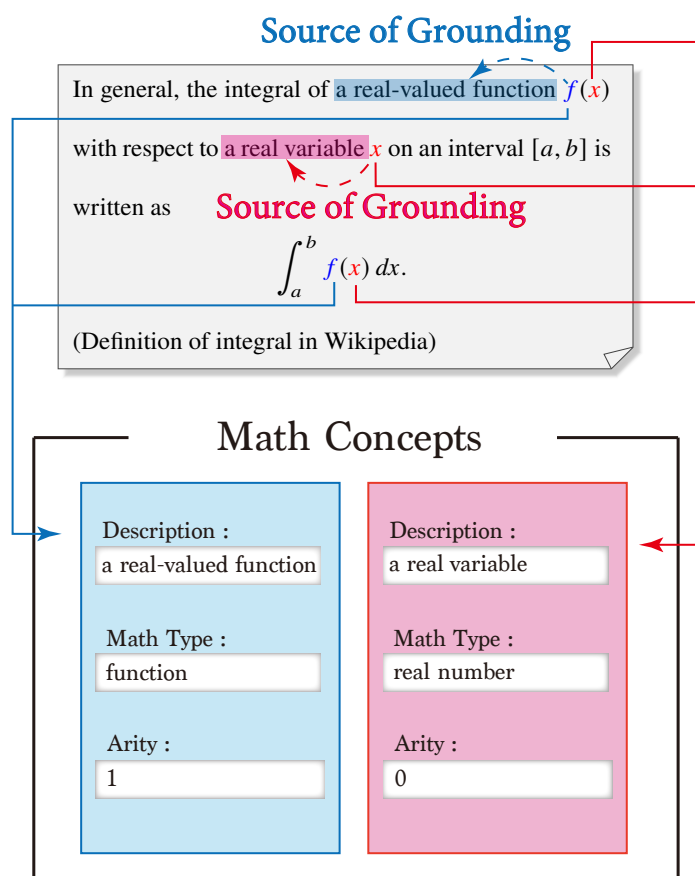 Source of Grounding
In general, the integral of a real-valued function f(x)
with respect to a real variable x on an interval [a, b] is
written as
Source of Grounding
∫_a^b f(x) dx.
(Definition of integral in Wikipedia)
Math Concepts
Description :
a real-valued function
Math Type :
function
Arity :
1
Description :
a real variable
Math Type :
real number
Arity :
0